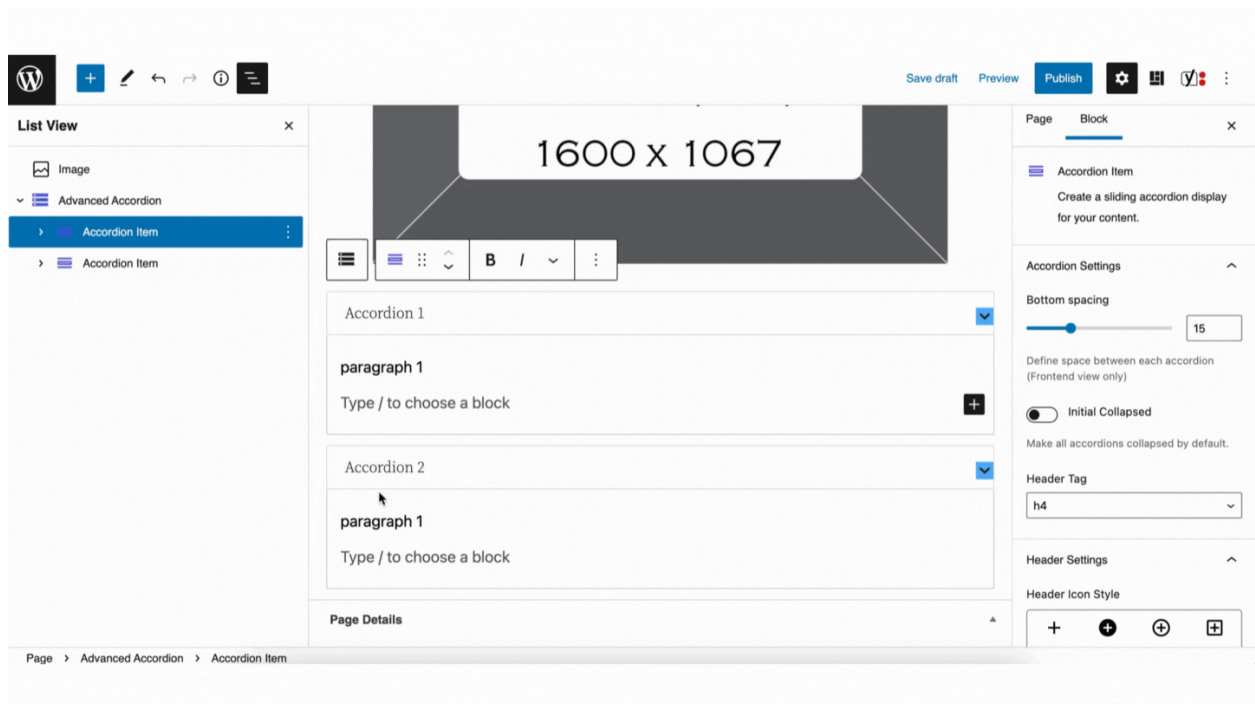 Save draft
Preview
Publish
List View
Image
Advanced Accordion
Accordion Item
Accordion Item
1600 x 1067
B I
Accordion 1
paragraph 1
Type / to choose a block
Accordion 2
paragraph 1
Type / to choose a block
Page Details
Page
Block
Accordion Item
Create a sliding accordion display
for your content.
Accordion Settings
Bottom spacing
15
Define space between each accordion
(Frontend view only)
Initial Collapsed
Make all accordions collapsed by default.
Header Tag
h4
Header Settings
Header Icon Style
Page > Advanced Accordion > Accordion Item